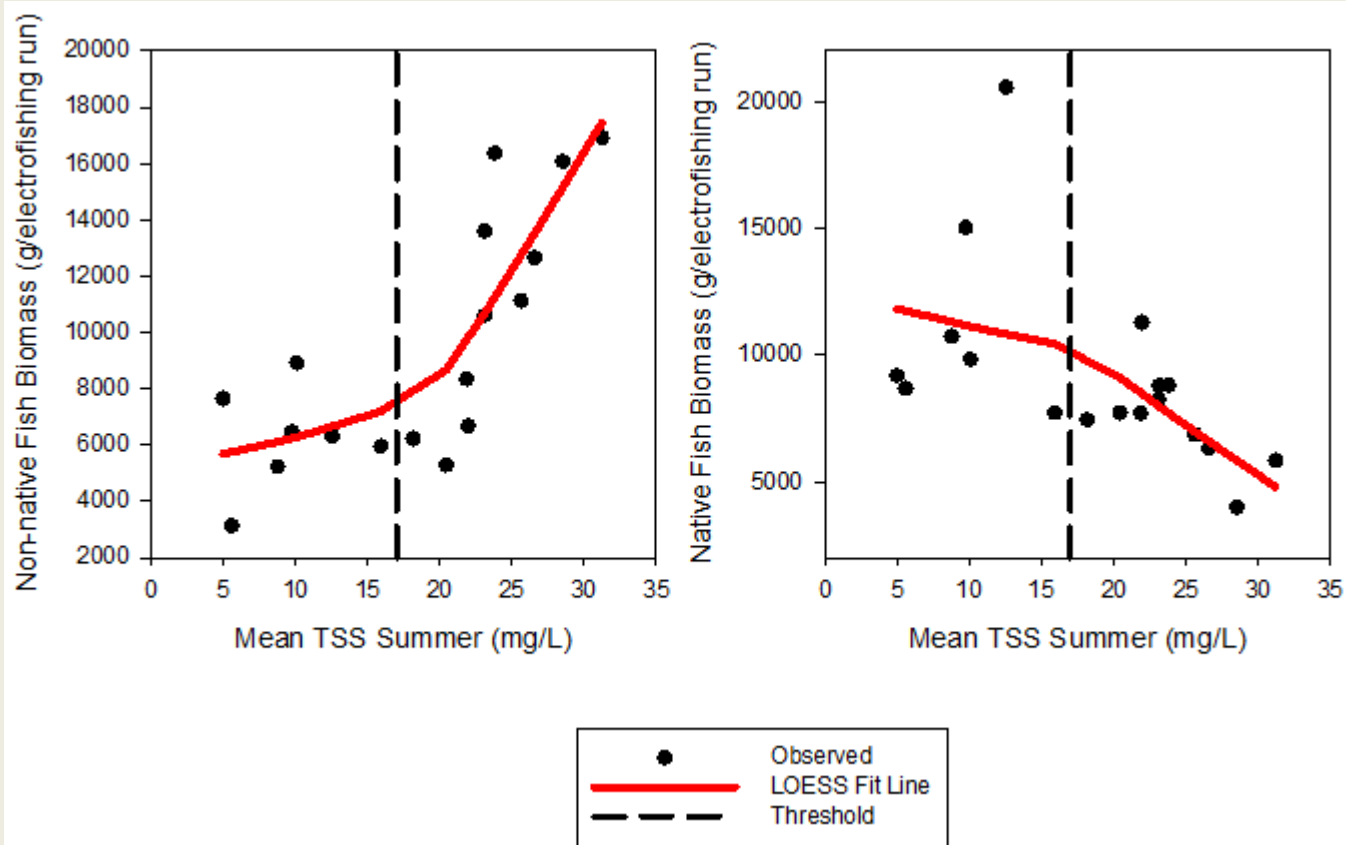 Non-native Fish Biomass (g/electrofishing run)
20000
18000
16000
14000
12000
10000
8000
6000
4000
2000
0 5 10 15 20 25 30 35
Mean TSS Summer (mg/L)
Native Fish Biomass (g/electrofishing run)
20000
15000
10000
5000
0 5 10 15 20 25 30 35
Mean TSS Summer (mg/L)
Observed
LOESS Fit Line
Threshold